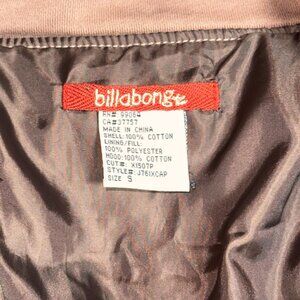 billabong
RN# 99084
CA#37757
MADE IN CHINA
SHELL:100% COTTON
LINING/FILL:
100% POLYESTER
HOOD:100% COTTON
CUT#: X1507P
STYLE#: J761XCAP
SIZE S